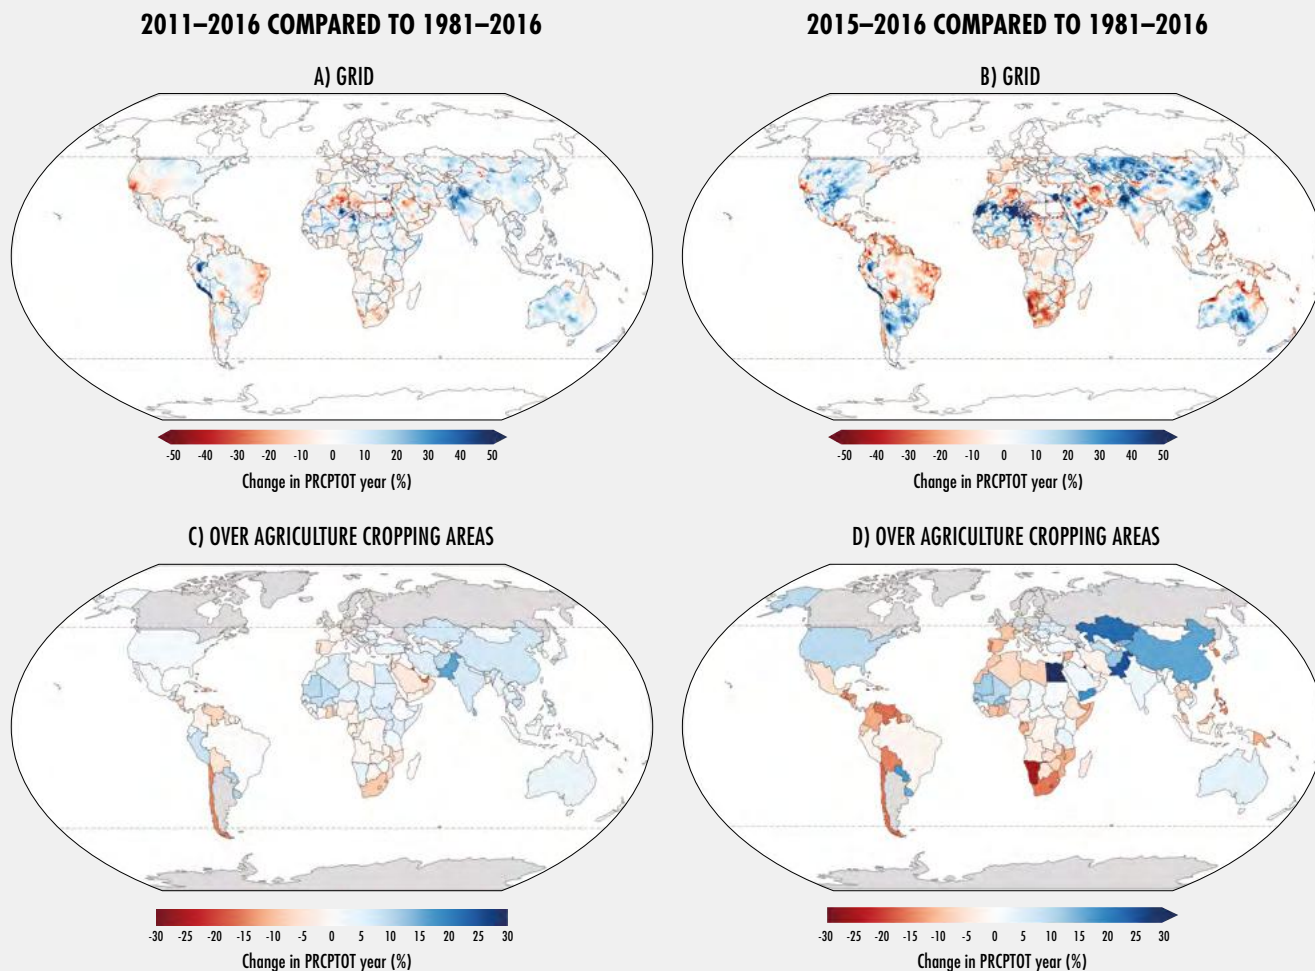 2011–2016 COMPARED TO 1981–2016
2015–2016 COMPARED TO 1981–2016
A) GRID
B) GRID
-50 -40 -30 -20 -10 0 10 20 30 40 50
Change in PRCPTOT year (%)
-50 -40 -30 -20 -10 0 10 20 30 40 50
Change in PRCPTOT year (%)
C) OVER AGRICULTURE CROPPING AREAS
D) OVER AGRICULTURE CROPPING AREAS
-30 -25 -20 -15 -10 -5 0 5 10 15 20 25 30
Change in PRCPTOT year (%)
-30 -25 -20 -15 -10 -5 0 5 10 15 20 25 30
Change in PRCPTOT year (%)